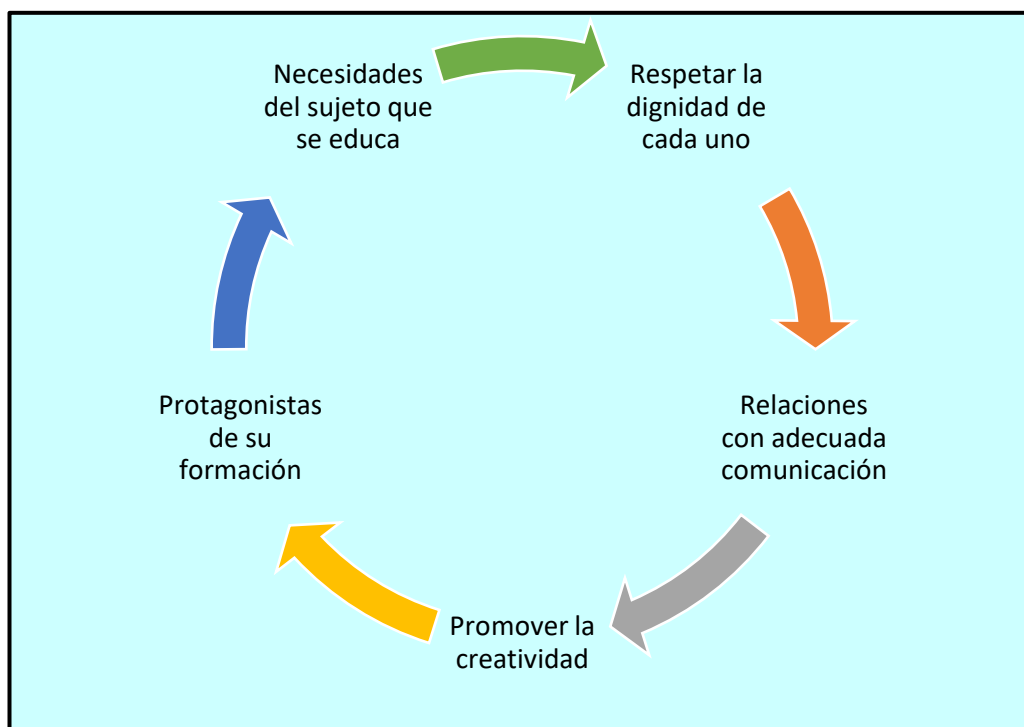 Necesidades
del sujeto que
se educa
Respetar la
dignidad de
cada uno
Relaciones
con adecuada
comunicación
Promover la
creatividad
Protagonistas
de su
formación